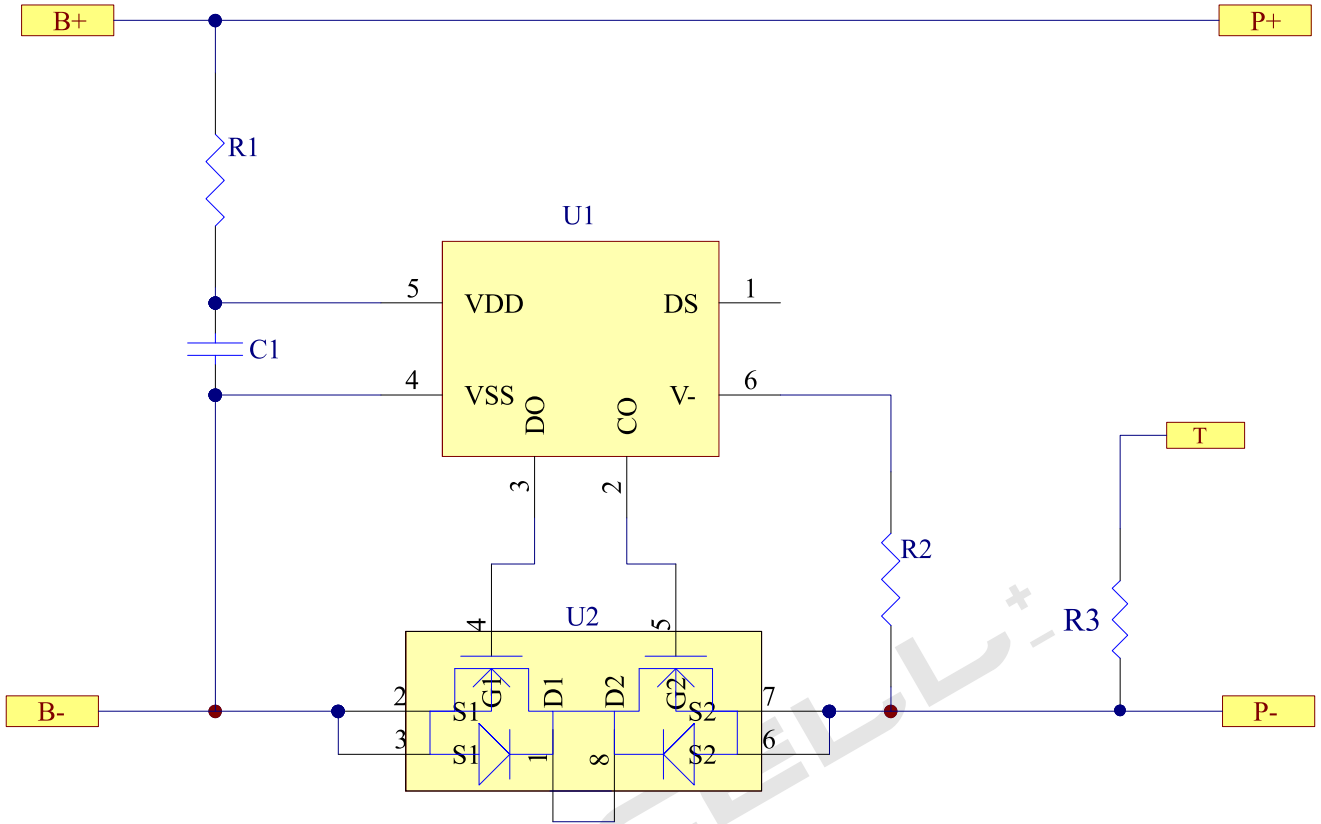 B+
P+
R1
U1
5
VDD
DS
1
C1
4
VSS
V-
6
DO
CO
3
2
T
R2
R3
U2
4
5
G1
D1
D2
G2
2
S1
S2
7
3
S1
1
8
S2
6
B-
P-